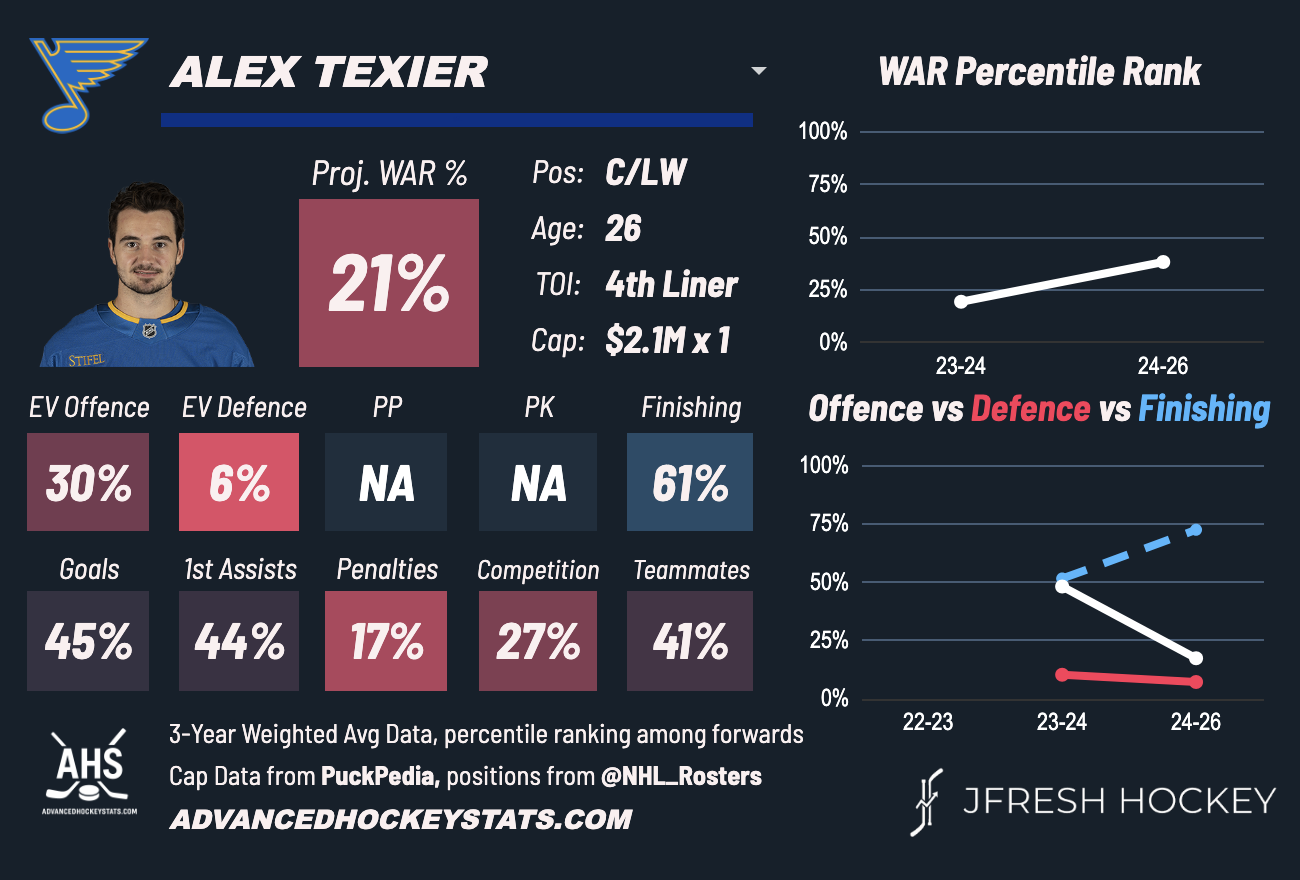 ALEX TEXIER
Proj. WAR %
21%
Pos: C/LW
Age: 26
TOI: 4th Liner
Cap: $2.1M x 1
STIFEL
EV Offence EV Defence PP PK Finishing
30% 6% NA NA 61%
Goals 1st Assists Penalties Competition Teammates
45% 44% 17% 27% 41%
WAR Percentile Rank
100%
75%
50%
25%
0%
23-24 24-26
Offence vs Defence vs Finishing
100%
75%
50%
25%
0%
22-23 23-24 24-26
AHS
ADVANCEDHOCKEYSTATS.COM
3-Year Weighted Avg Data, percentile ranking among forwards
Cap Data from PuckPedia, positions from @NHL_Rosters
ADVANCEDHOCKEYSTATS.COM
JFRESH HOCKEY